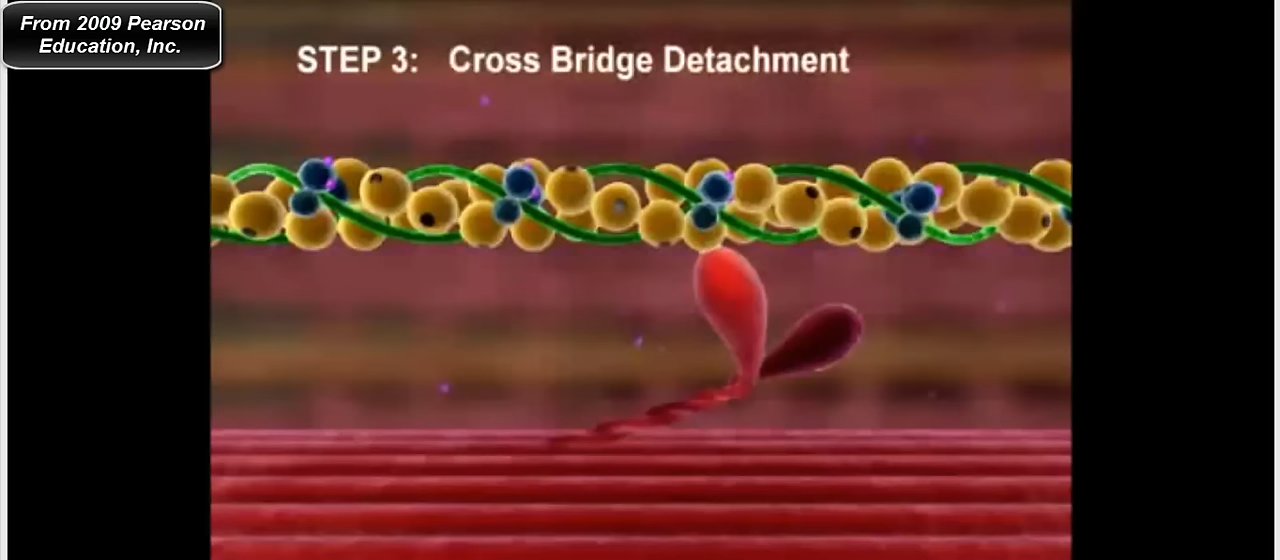 From 2009 Pearson
Education, Inc.
STEP 3: Cross Bridge Detachment